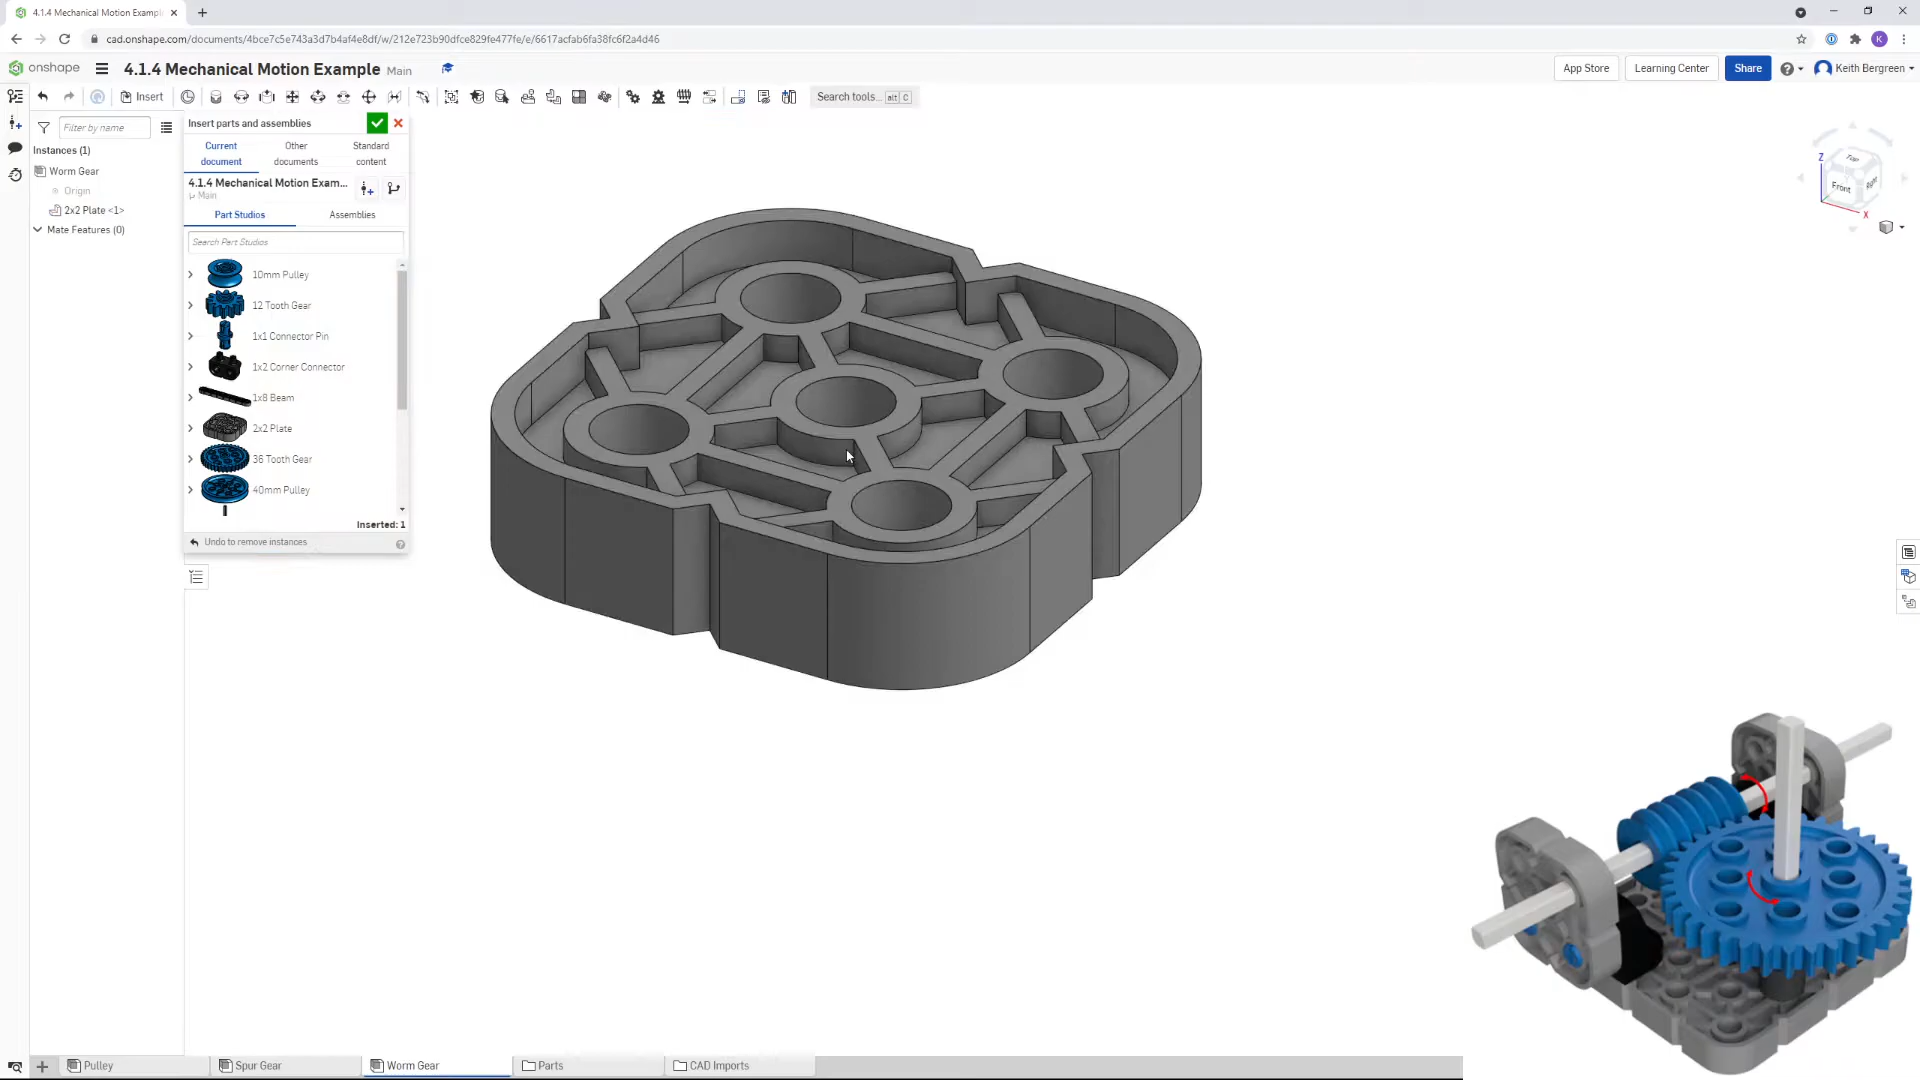 4.1.4 Mechanical Motion Exampl
cad.onshape.com/documents/4bce7c5e743a3d7b4af4e8df/w/212e723b90dfce829fe477fe/e/6617acfab6fa38fc6f2a4d46
K
onshape
4.1.4 Mechanical Motion Example Main
App Store
Learning Center
Share
Keith Bergreen
Insert
Search tools... alt C
Filter by name
Instances (1)
Worm Gear
Origin
2x2 Plate <1>
Mate Features (0)
Insert parts and assemblies
Current document
Other documents
Standard content
4.1.4 Mechanical Motion Exam...
Main
Part Studios
Assemblies
Search Part Studios
10mm Pulley
12 Tooth Gear
1x1 Connector Pin
1x2 Corner Connector
1x8 Beam
2x2 Plate
36 Tooth Gear
40mm Pulley
Inserted: 1
Undo to remove instances
Z
Top
Front
Right
X
Pulley
Spur Gear
Worm Gear
Parts
CAD Imports